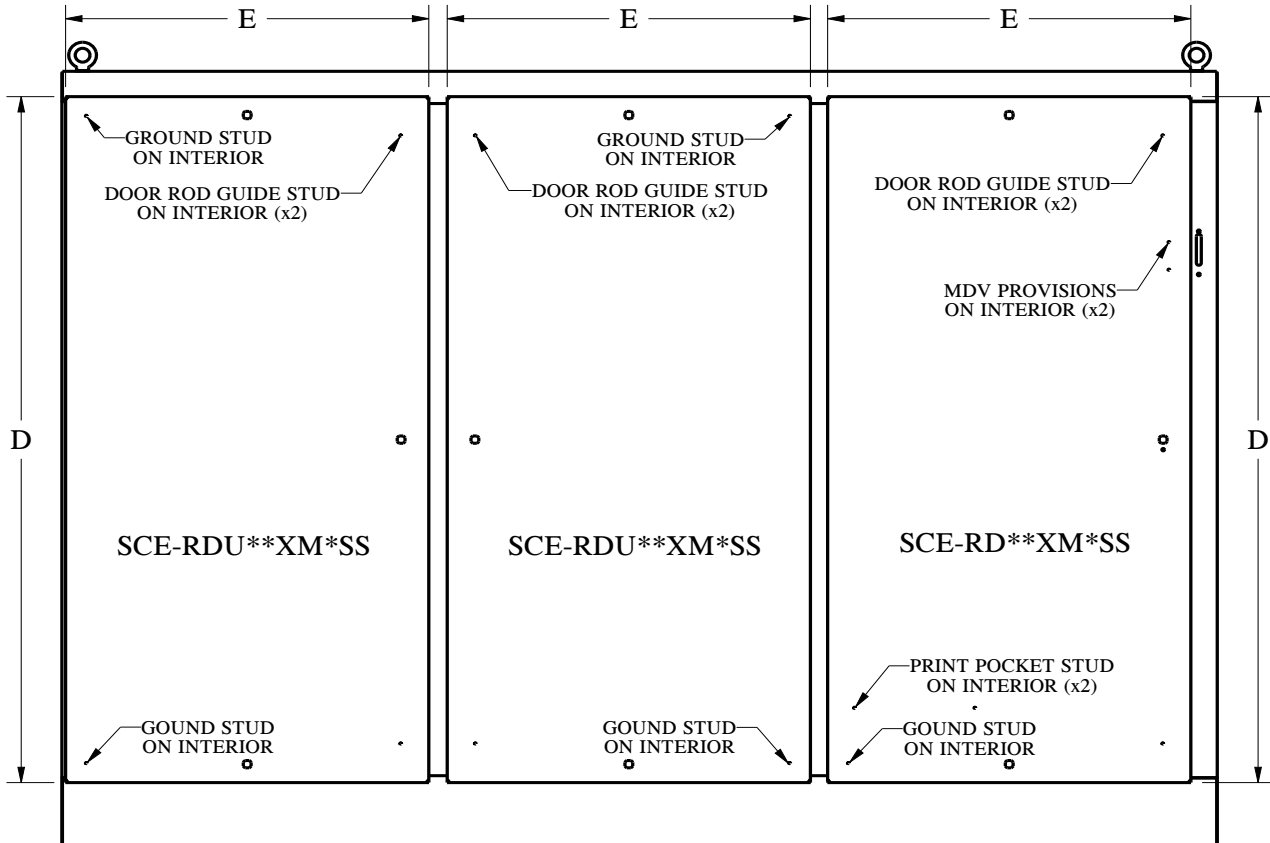 E
E
E
GROUND STUD
ON INTERIOR
GROUND STUD
ON INTERIOR
DOOR ROD GUIDE STUD
ON INTERIOR (x2)
DOOR ROD GUIDE STUD
ON INTERIOR (x2)
DOOR ROD GUIDE STUD
ON INTERIOR (x2)
MDV PROVISIONS
ON INTERIOR (x2)
D
D
SCE-RDU**XM*SS
SCE-RDU**XM*SS
SCE-RD**XM*SS
PRINT POCKET STUD
ON INTERIOR (x2)
GOUND STUD
ON INTERIOR
GOUND STUD
ON INTERIOR
GOUND STUD
ON INTERIOR